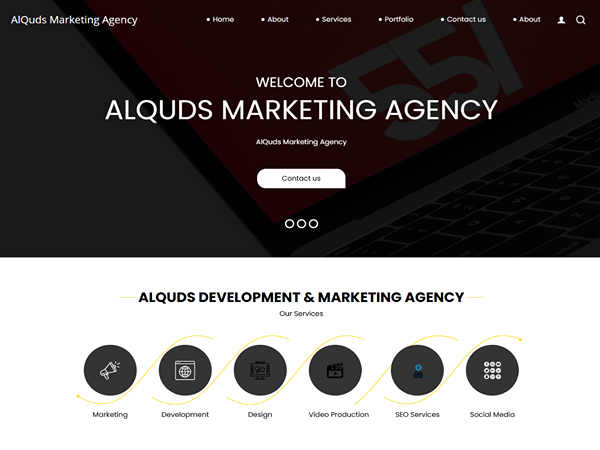 AlQuds Marketing Agency
Home
About
Services
Portfolio
Contact us
About
55/
WELCOME TO
ALQUDS MARKETING AGENCY
AlQuds Marketing Agency
Contact us
ALQUDS DEVELOPMENT & MARKETING AGENCY
Our Services
Marketing
Development
Design
Video Production
SEO Services
Social Media